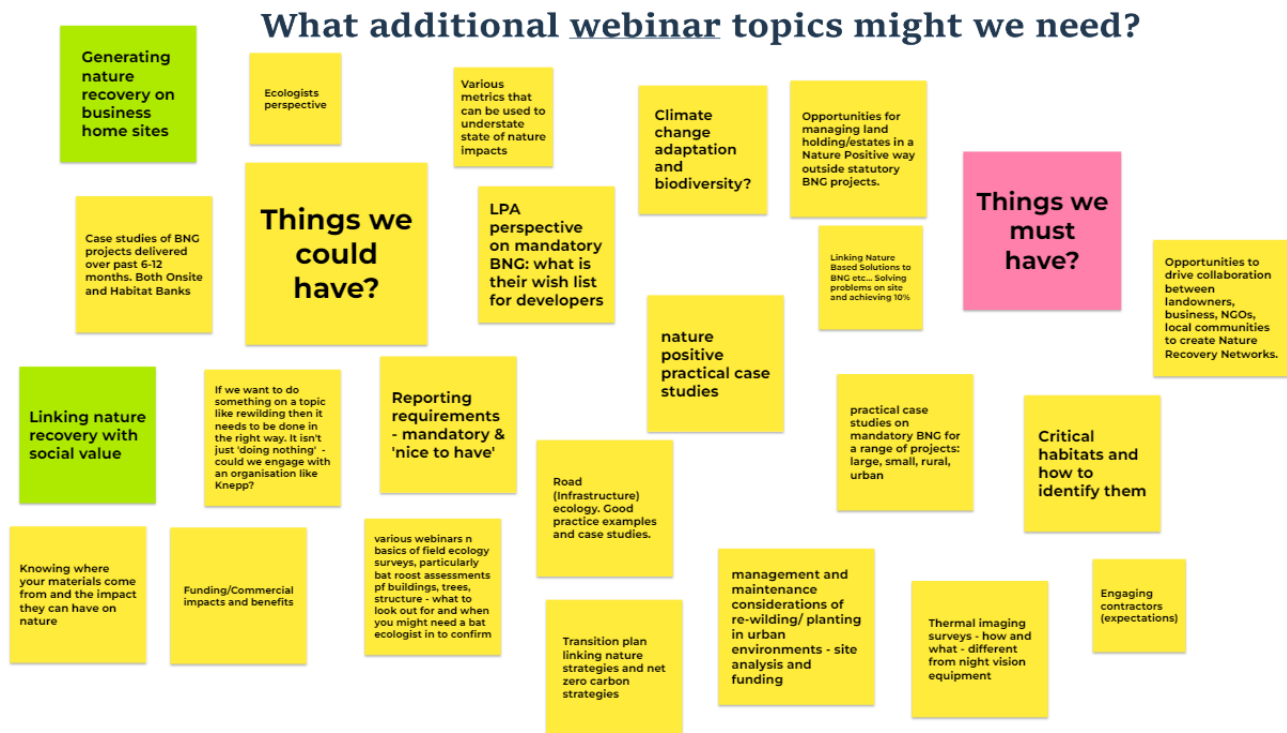 What additional webinar topics might we need?
Generating
nature
recovery on
business
home sites
Ecologists
perspective
Various
metrics that
can be used to
understate
state of nature
impacts
Climate
change
adaptation
and
biodiversity?
Opportunities for
managing land
holding/estates in a
Nature Positive way
outside statutory
BNG projects.
Things we
could
have?
Things we
must
have?
Case studies of BNG
projects delivered
over past 6-12
months. Both Onsite
and Habitat Banks
LPA
perspective
on mandatory
BNG: what is
their wish list
for developers
Linking Nature
Based Solutions to
BNG etc... Solving
problems on site
and achieving 10%
Opportunities to
drive collaboration
between
landowners,
business, NGOs,
local communities
to create Nature
Recovery Networks.
nature
positive
practical case
studies
Linking nature
recovery with
social value
If we want to do
something on a topic
like rewilding then it
needs to be done in
the right way. It isn't
just 'doing nothing' -
could we engage with
an organisation like
Knepp?
Reporting
requirements
- mandatory &
'nice to have'
practical case
studies on
mandatory BNG for
a range of projects:
large, small, rural,
urban
Critical
habitats and
how to
identify them
Road
(Infrastructure)
ecology. Good
practice examples
and case studies.
Knowing where
your materials come
from and the impact
they can have on
nature
Funding/Commercial
impacts and benefits
various webinars n
basics of field ecology
surveys, particularly
bat roost assessments
pf buildings, trees,
structure - what to
look out for and when
you might need a bat
ecologist in to confirm
management and
maintenance
considerations of
re-wilding/ planting
in urban
environments - site
analysis and
funding
Engaging
contractors
(expectations)
Transition plan
linking nature
strategies and net
zero carbon
strategies
Thermal imaging
surveys - how and
what - different
from night vision
equipment